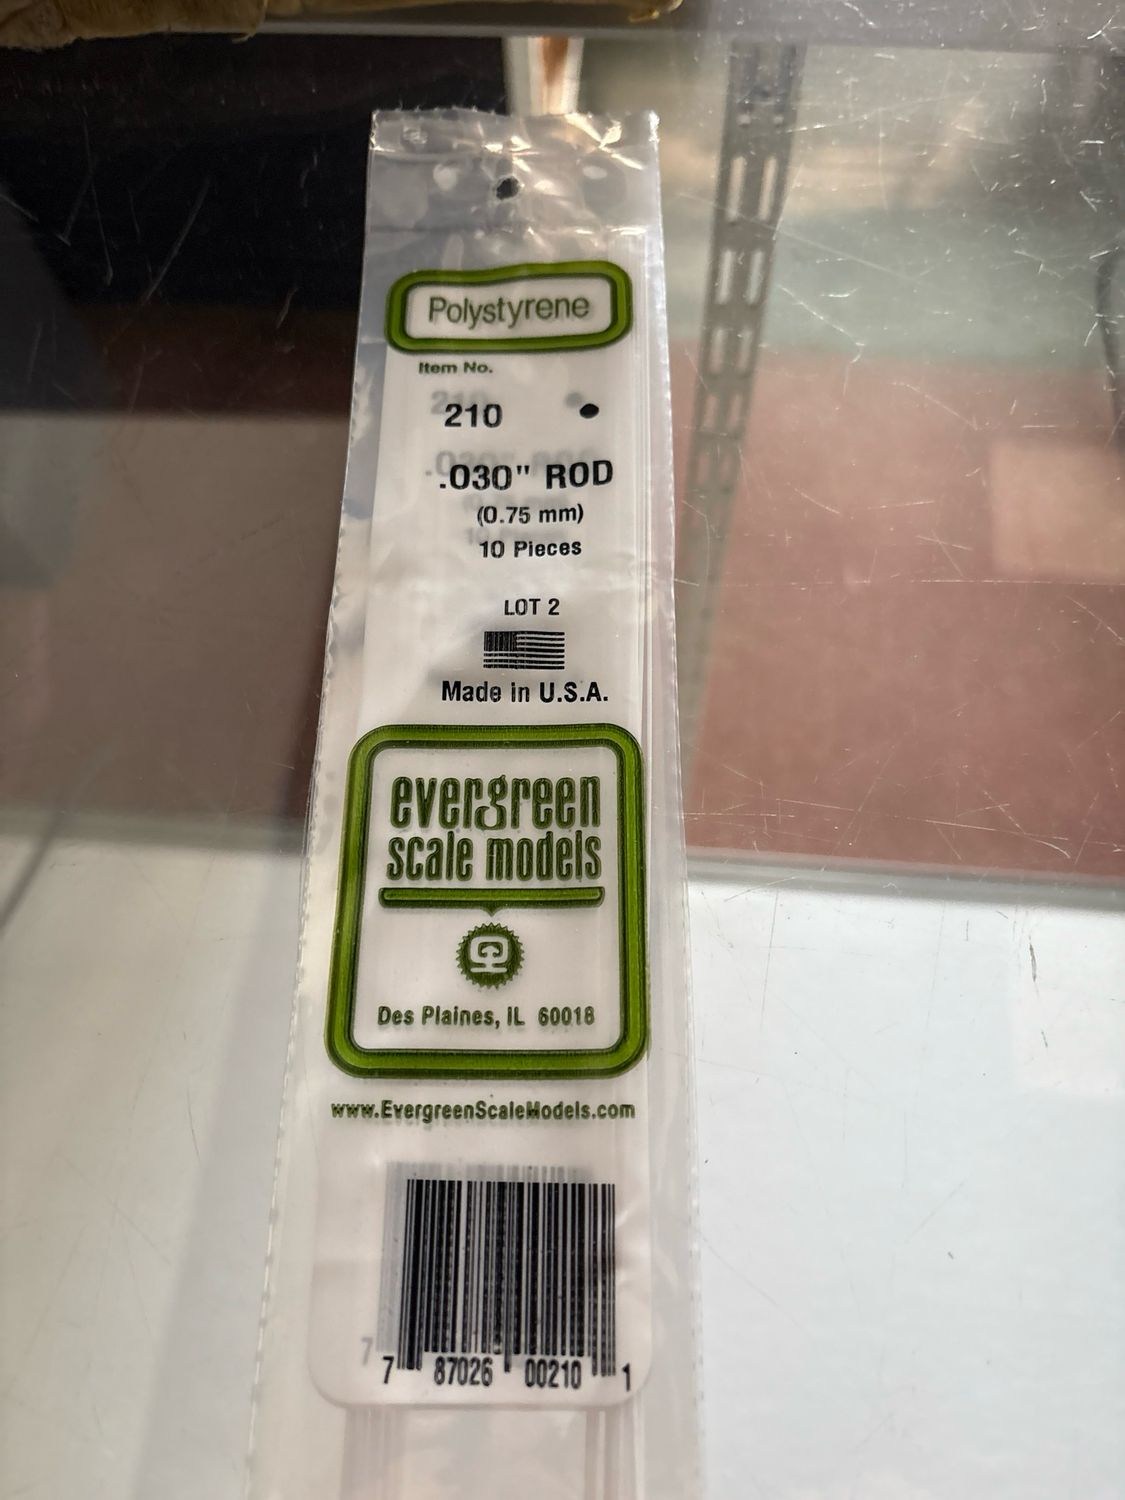 Polystyrene
Item No.
210
.030" ROD
(0.75 mm)
10 Pieces
LOT 2
Made in U.S.A.
evergreen
scale models
Des Plaines, IL 60018
www.EvergreenScaleModels.com
7 87026 00210 1